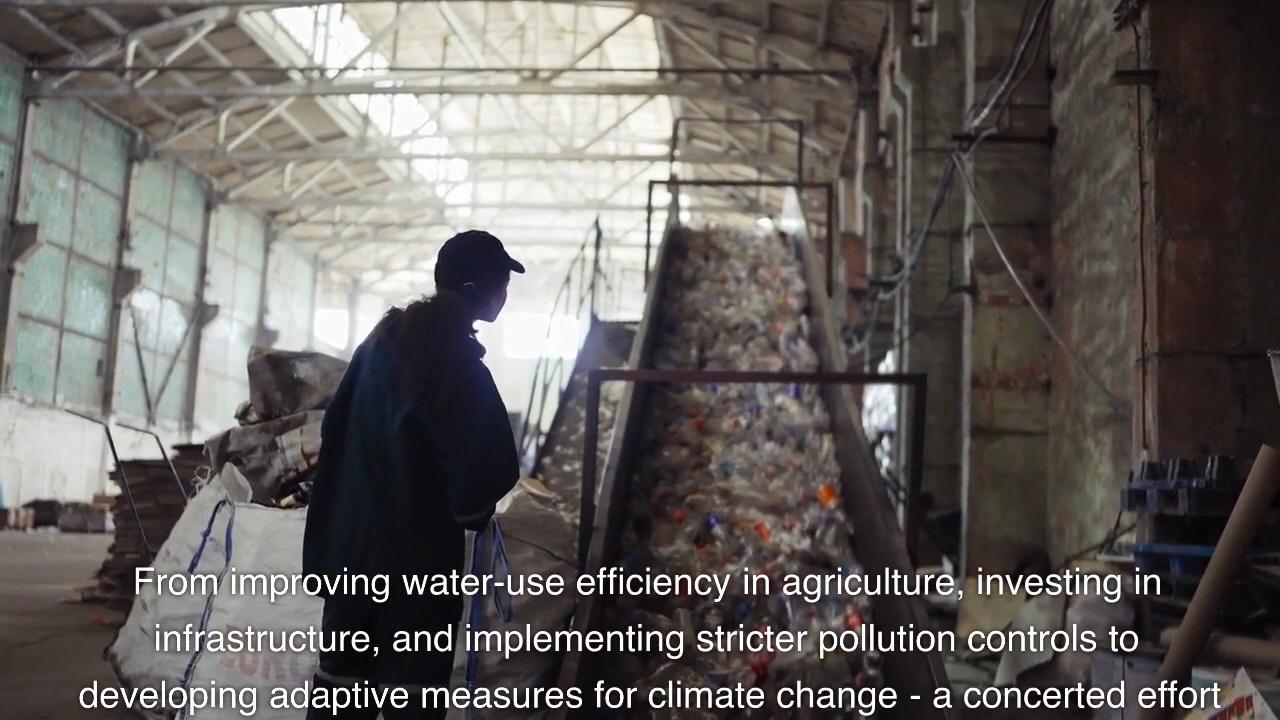 From improving water-use efficiency in agriculture, investing in
infrastructure, and implementing stricter pollution controls to
developing adaptive measures for climate change - a concerted effort